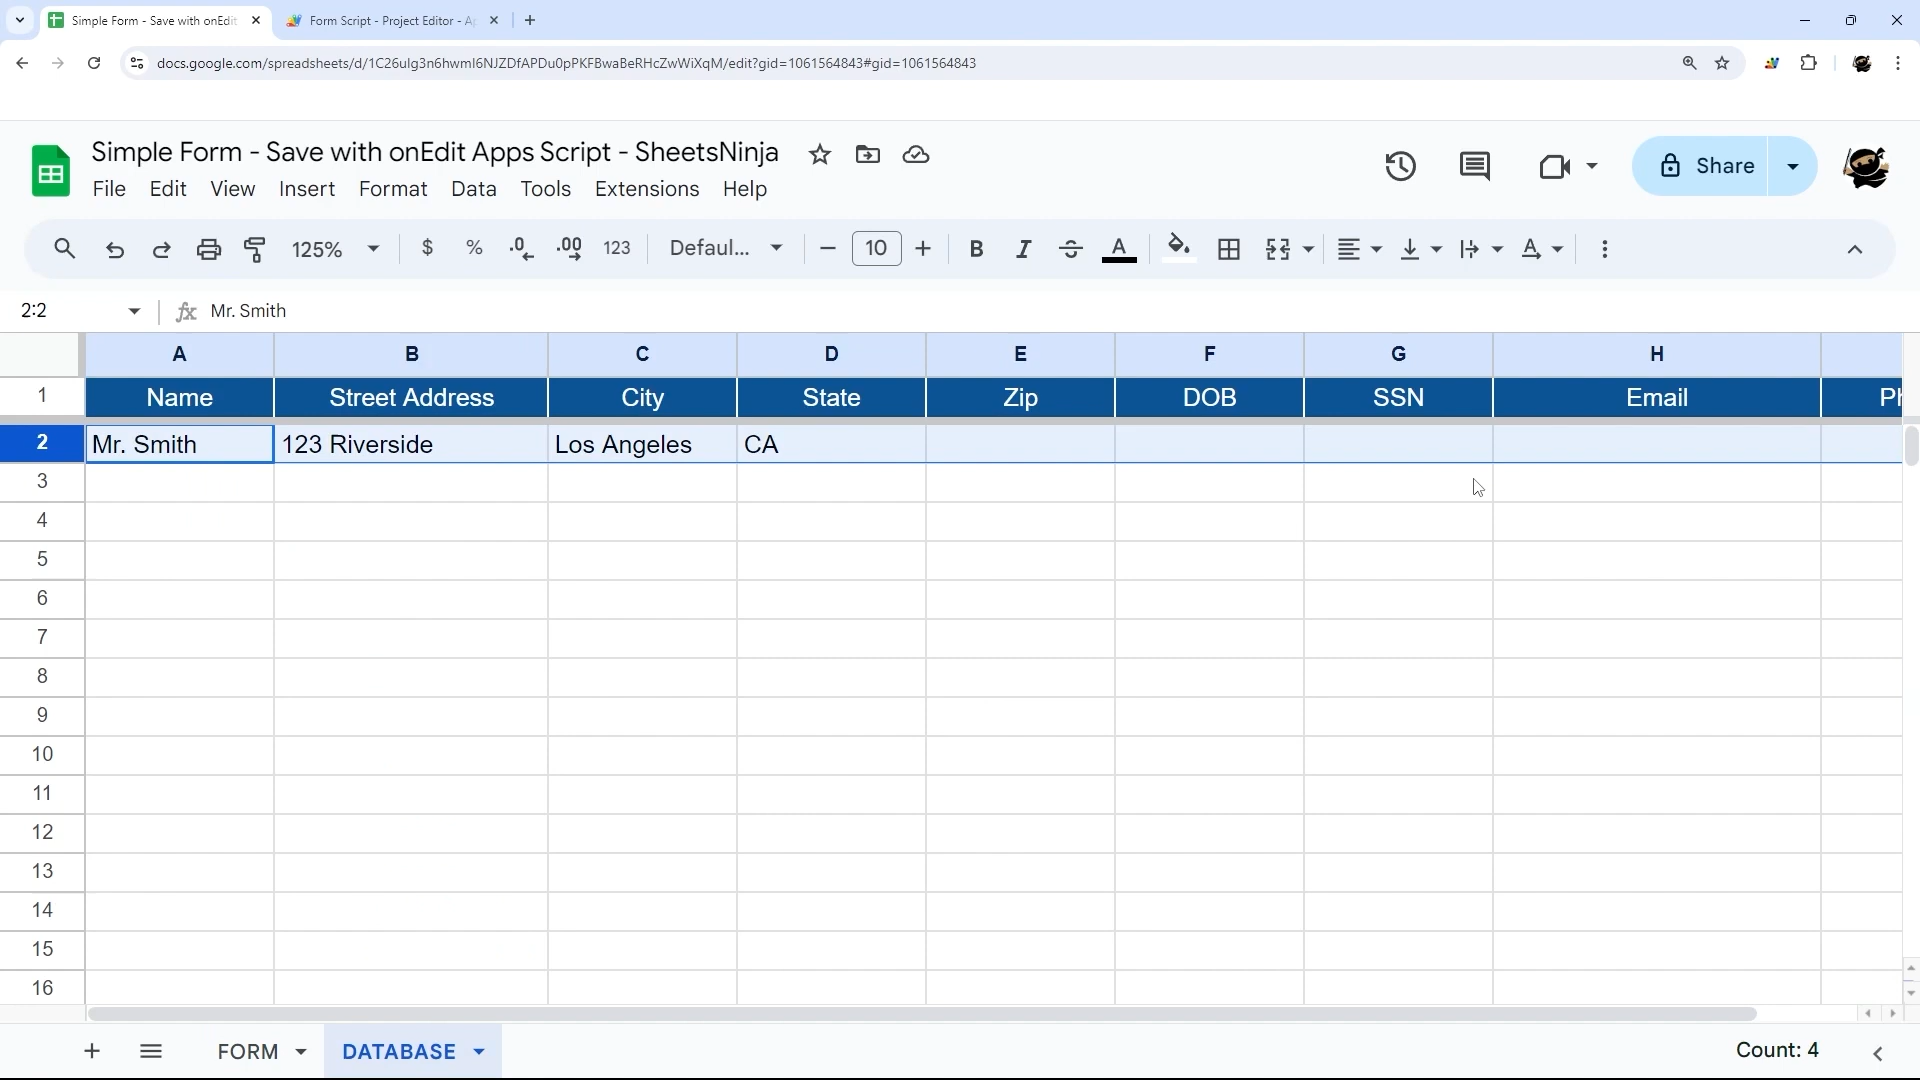 Simple Form - Save with onEdit
Form Script - Project Editor - A
docs.google.com/spreadsheets/d/1C26ulg3n6hwmI6NJZDfAPDu0pPKFBwaBeRHcZwWiXqM/edit?gid=1061564843#gid=1061564843
Simple Form - Save with onEdit Apps Script - SheetsNinja
File Edit View Insert Format Data Tools Extensions Help
Share
125% $ % .0 .00 123 Defaul... 10 B I A A
2:2 fx Mr. Smith
A B C D E F G H
1 Name Street Address City State Zip DOB SSN Email Ph
2 Mr. Smith 123 Riverside Los Angeles CA
3
4
5
6
7
8
9
10
11
12
13
14
15
16
FORM DATABASE Count: 4